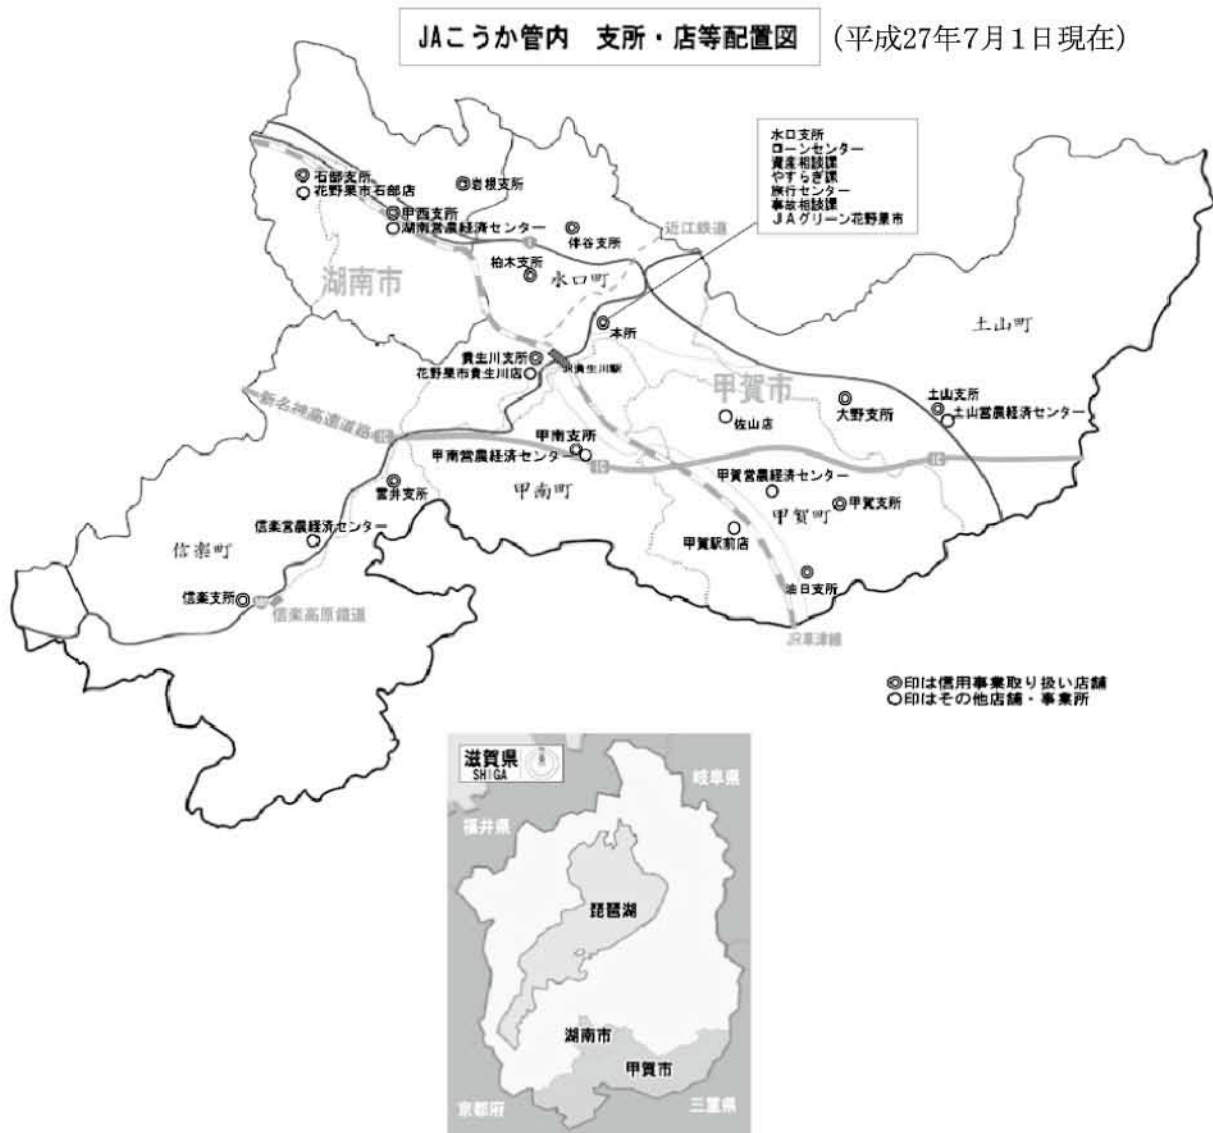 JAこうか管内 支所・店等配置図 (平成27年7月1日現在)
水口支所
ローンセンター
資産相談課
やすらぎ課
旅行センター
事故相談課
JAグリーン花野果市
石部支所
花野果市石部店
岩根支所
甲西支所
湖南営農経済センター
伴谷支所
近江鉄道
柏木支所
水口町
湖南市
本所
土山町
貴生川支所
花野果市貴生川店
JR貴生川駅
甲賀市
新名神高速道路
IC
佐山店
大野支所
土山支所
土山営農経済センター
甲南支所
甲南営農経済センター
IC
IC
雲井支所
甲南町
甲賀営農経済センター
甲賀支所
甲賀町
信楽営農経済センター
信楽町
甲賀駅前店
油日支所
信楽支所
信楽高原鐵道
JR草津線
◎印は信用事業取り扱い店舗
○印はその他店舗・事業所
滋賀県
SHIGA
岐阜県
福井県
琵琶湖
湖南市
甲賀市
京都府
三重県